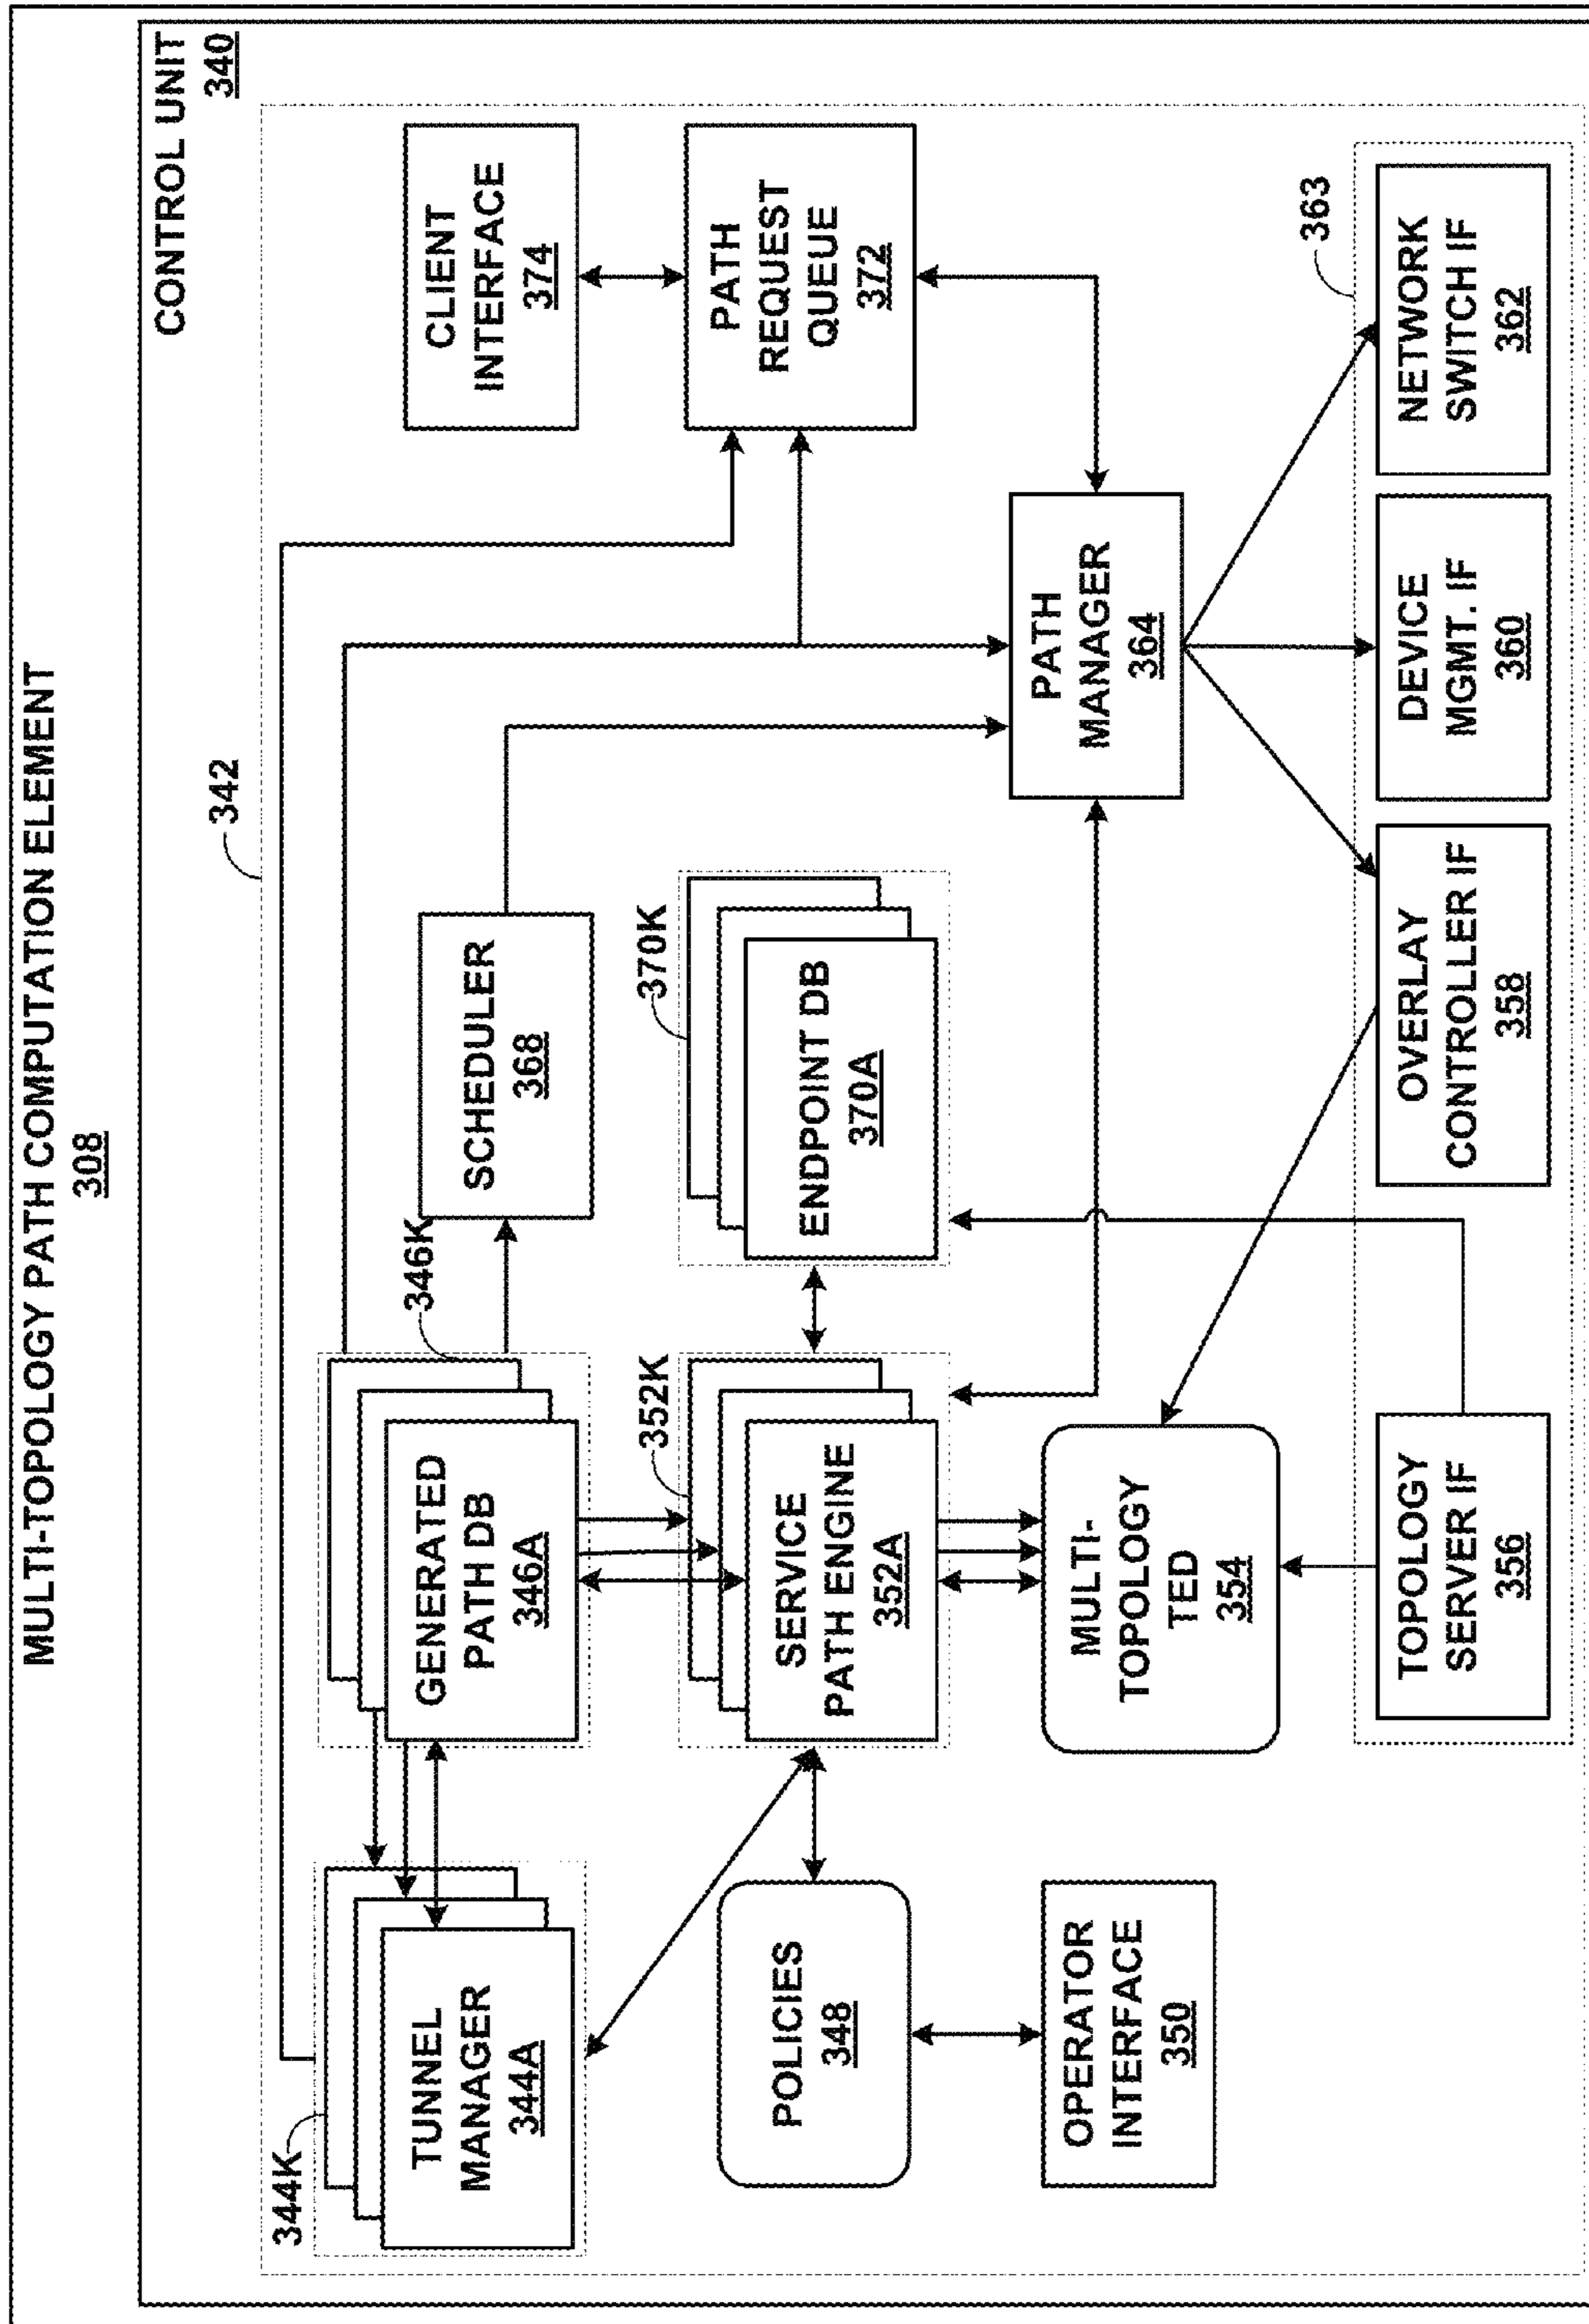 MULTI-TOPOLOGY PATH COMPUTATION ELEMENT
308
CONTROL UNIT
340
342
344K
TUNNEL
MANAGER
344A
GENERATED
PATH DB
346A
346K
SCHEDULER
368
CLIENT
INTERFACE
374
POLICIES
348
352K
SERVICE
PATH ENGINE
352A
370K
ENDPOINT DB
370A
PATH
REQUEST
QUEUE
372
OPERATOR
INTERFACE
350
MULTI-
TOPOLOGY
TED
354
PATH
MANAGER
364
363
TOPOLOGY
SERVER IF
356
OVERLAY
CONTROLLER IF
358
DEVICE
MGMT. IF
360
NETWORK
SWITCH IF
362